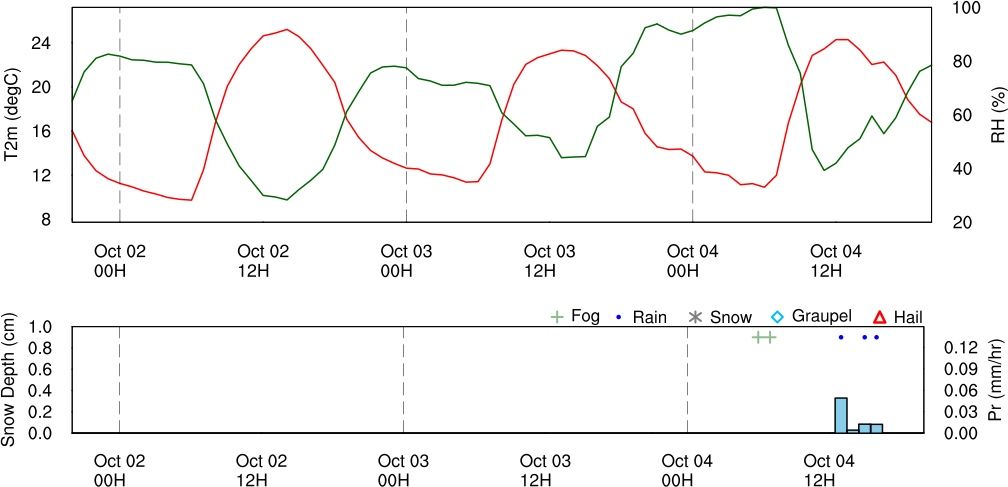 100
24
80
20
60
16
40
12
8
20
T2m (degC)
RH (%)
Oct 02 Oct 02 Oct 03 Oct 03 Oct 04 Oct 04
00H 12H 00H 12H 00H 12H
Fog Rain Snow Graupel Hail
1.0
0.8 0.12
0.6 0.09
0.4 0.06
0.2 0.03
0.0 0.00
Snow Depth (cm)
Pr (mm/hr)
Oct 02 Oct 02 Oct 03 Oct 03 Oct 04 Oct 04
00H 12H 00H 12H 00H 12H